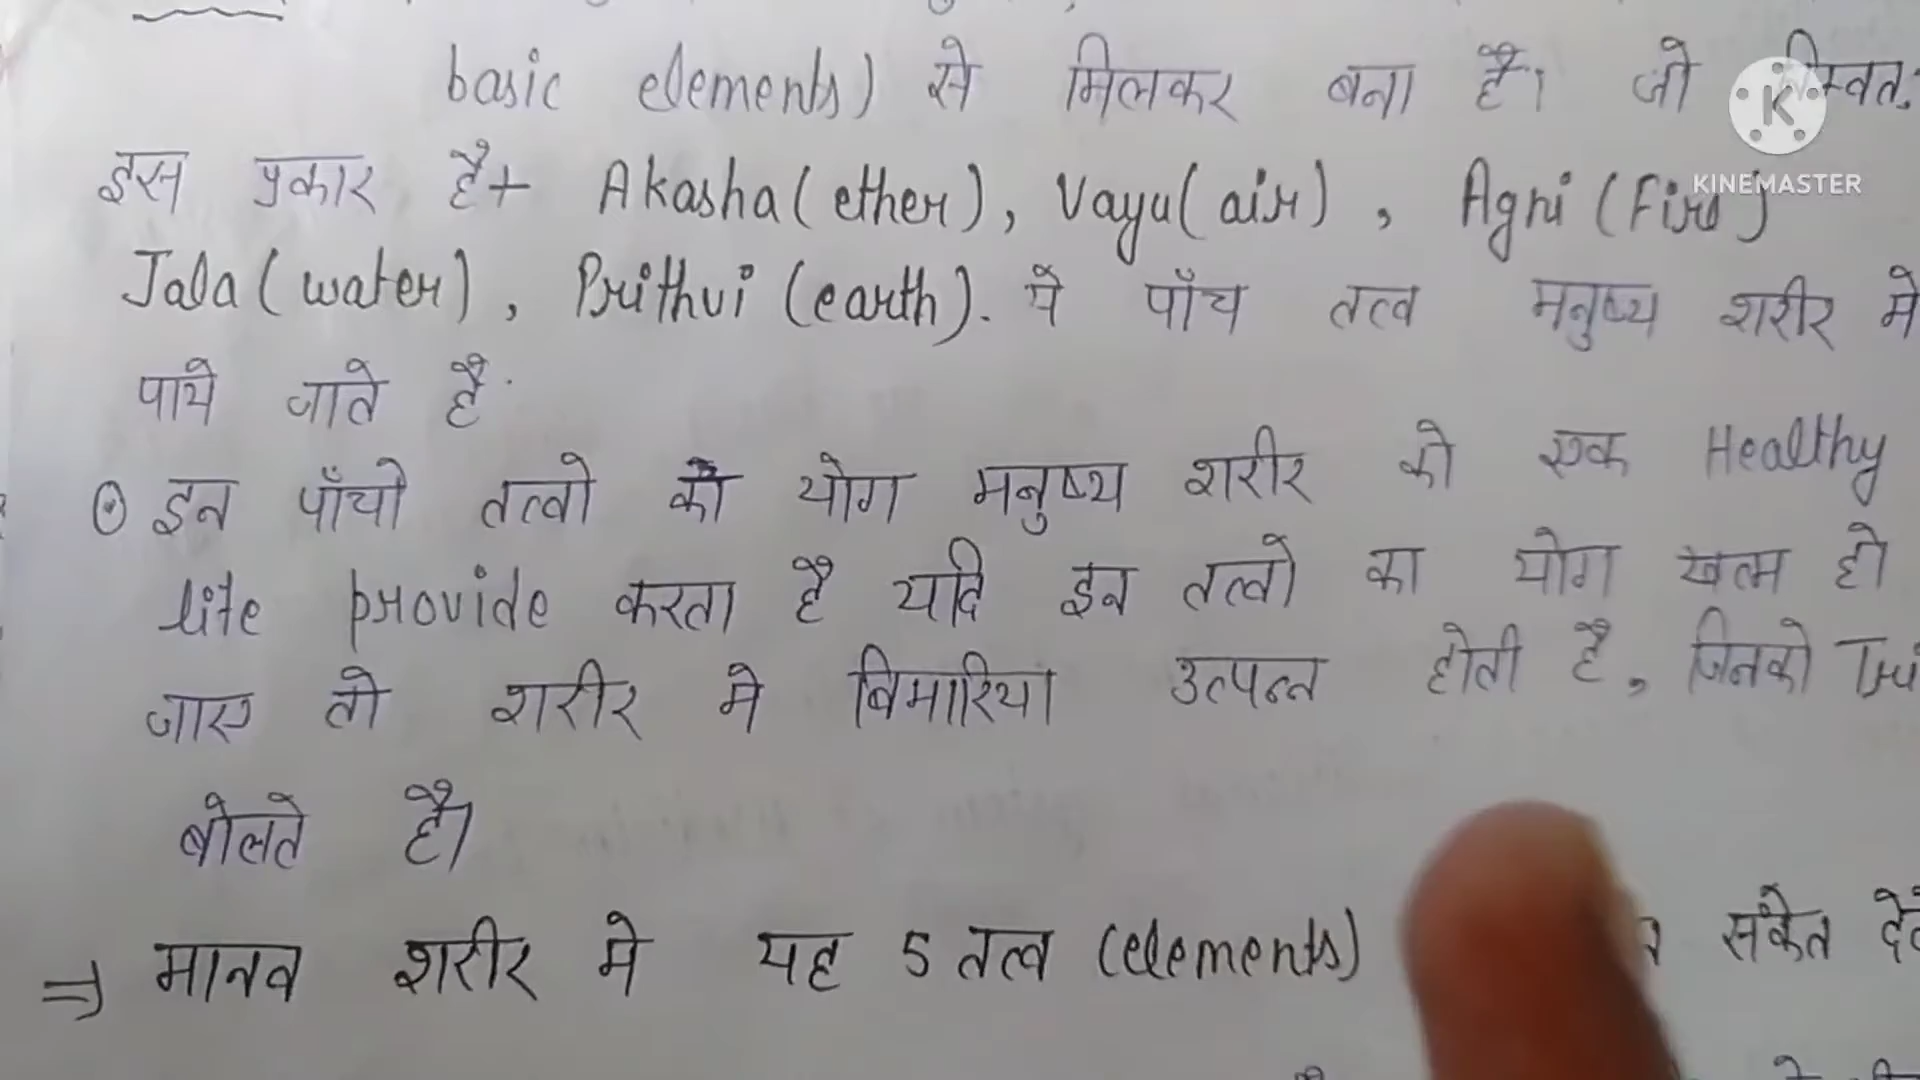 basic elements) से मिलकर बना है। जो
KINEMASTER
इस प्रकार है + Akasha (ether), Vayu (air), Agni (Fire)
Jala (water), Prithvi (earth). ये पाँच तत्व मनुष्य शरीर मे
पाये जाते है.
इन पाँचो तत्वो का योग मनुष्य शरीर को एक Healthy
life provide करता है यदि इन तत्वो का योग खत्म हो
जाए तो शरीर मे बिमारिया उत्पन्न होती है, जिनको Tri
बोलते है।
⇒ मानव शरीर मे यह 5 तत्व (elements) संकेत